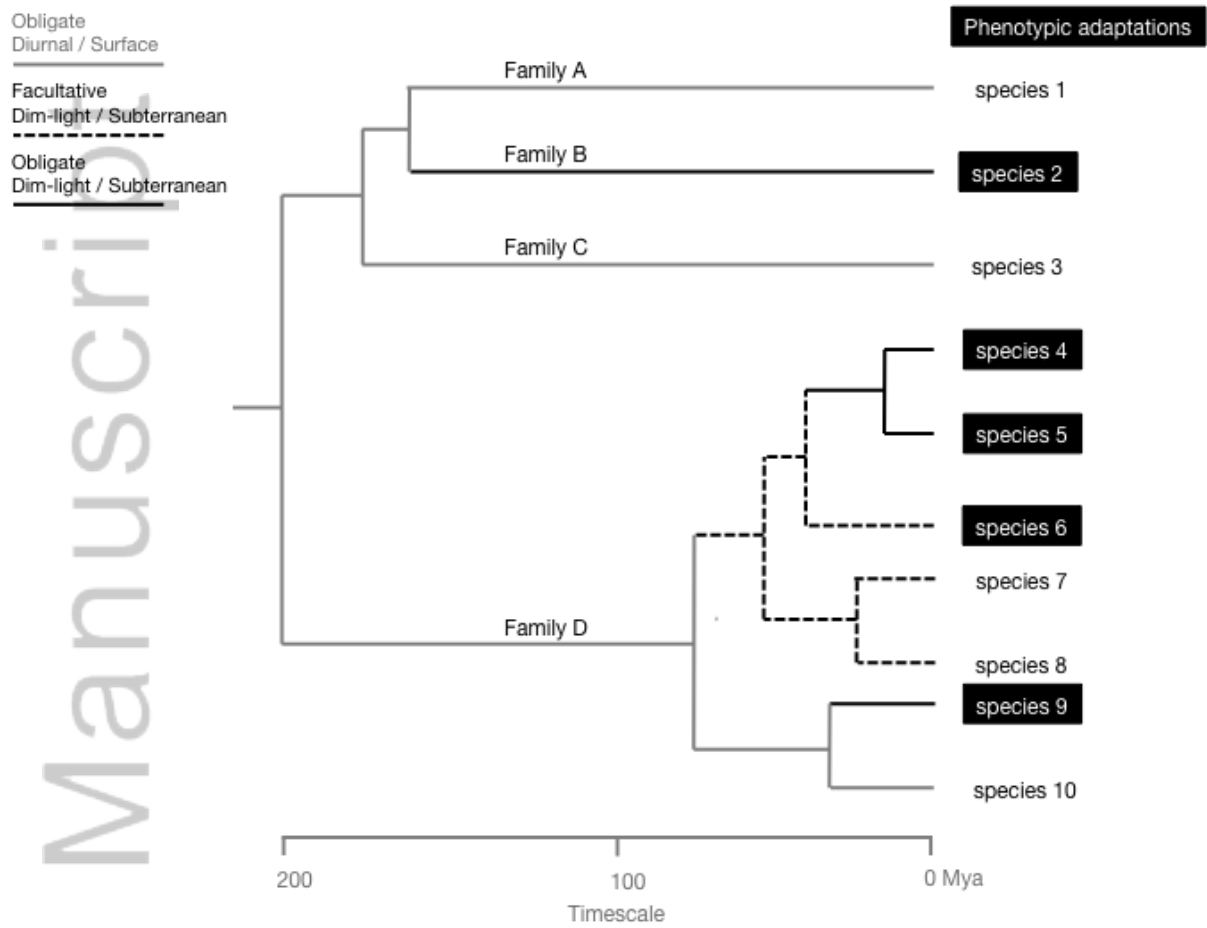 Obligate
Diurnal / Surface
Facultative
Dim-light / Subterranean
Obligate
Dim-light / Subterranean
Manuscript
Phenotypic adaptations
Family A
species 1
Family B
species 2
Family C
species 3
species 4
species 5
species 6
species 7
Family D
species 8
species 9
species 10
200
100
0 Mya
Timescale